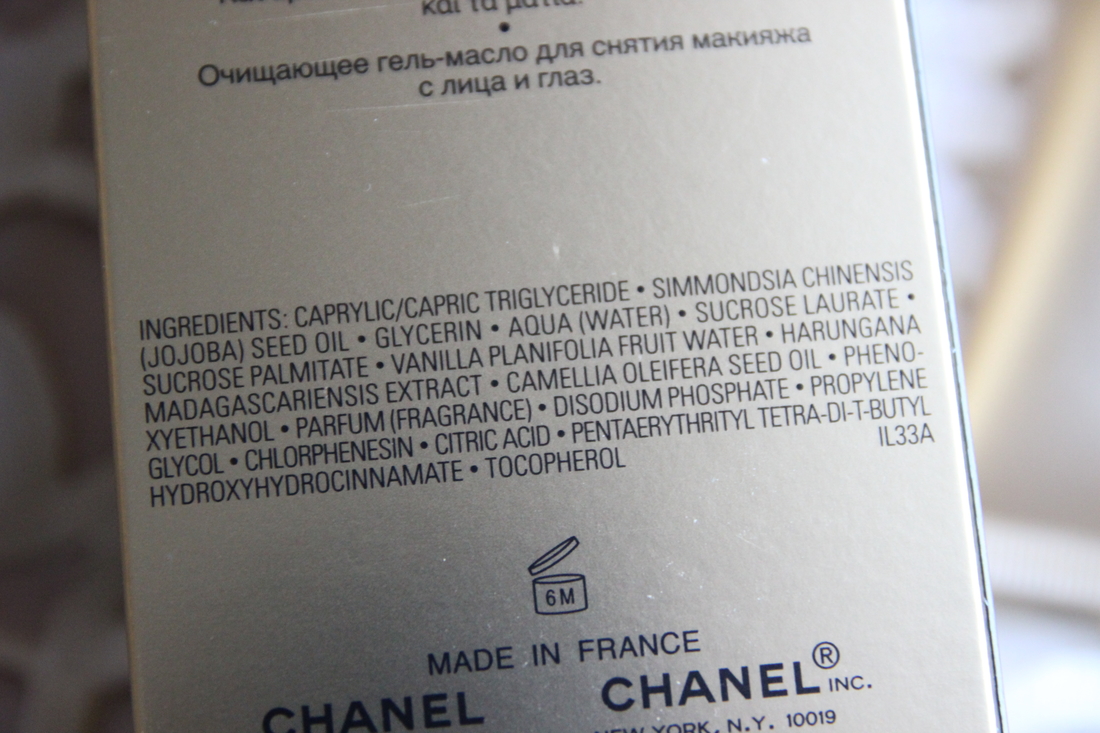 και τα μάτια.
•
Очищающее гель-масло для снятия макияжа
с лица и глаз.
INGREDIENTS: CAPRYLIC/CAPRIC TRIGLYCERIDE • SIMMONDSIA CHINENSIS
(JOJOBA) SEED OIL • GLYCERIN • AQUA (WATER) • SUCROSE LAURATE •
SUCROSE PALMITATE • VANILLA PLANIFOLIA FRUIT WATER • HARUNGANA
MADAGASCARIENSIS EXTRACT • CAMELLIA OLEIFERA SEED OIL • PHENO-
XYETHANOL • PARFUM (FRAGRANCE) • DISODIUM PHOSPHATE • PROPYLENE
GLYCOL • CHLORPHENESIN • CITRIC ACID • PENTAERYTHRITYL TETRA-DI-T-BUTYL
HYDROXYHYDROCINNAMATE • TOCOPHEROL IL33A
6M
MADE IN FRANCE
CHANEL CHANEL® INC.
NEW YORK, N.Y. 10019